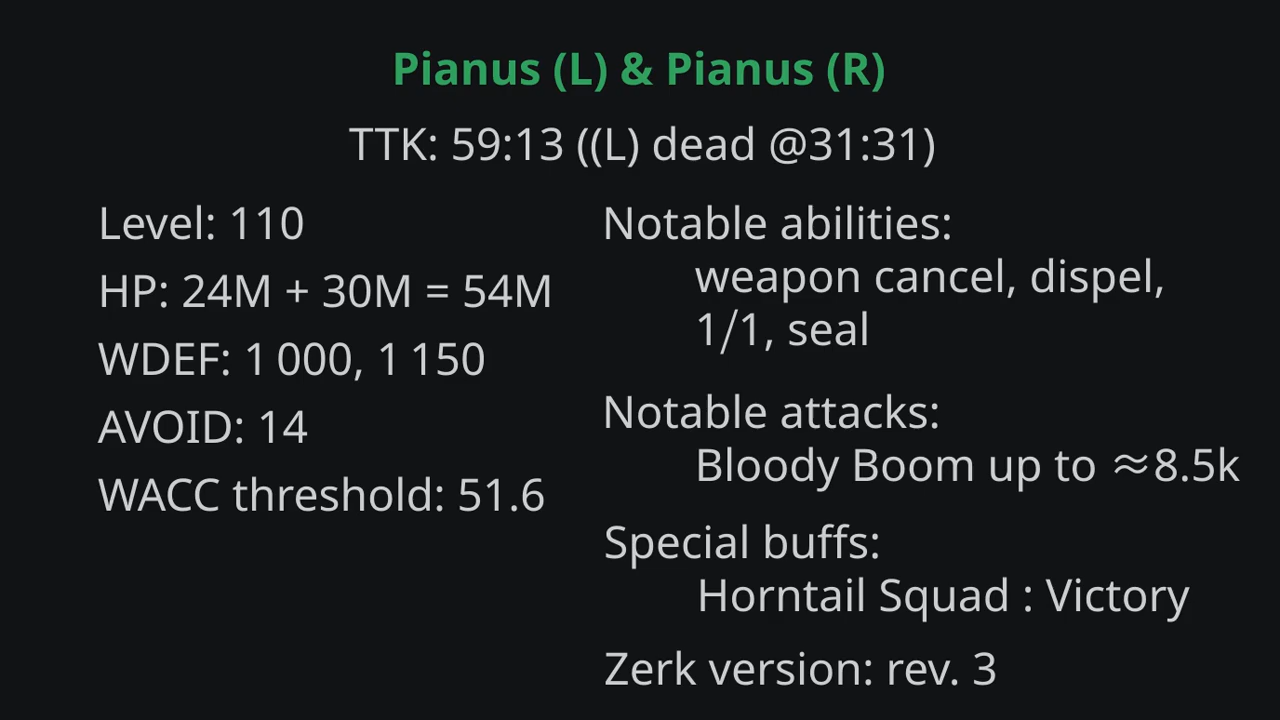 Pianus (L) & Pianus (R)
TTK: 59:13 ((L) dead @31:31)
Level: 110
HP: 24M + 30M = 54M
WDEF: 1 000, 1 150
AVOID: 14
WACC threshold: 51.6
Notable abilities:
weapon cancel, dispel,
1/1, seal
Notable attacks:
Bloody Boom up to ≈8.5k
Special buffs:
Horntail Squad : Victory
Zerk version: rev. 3